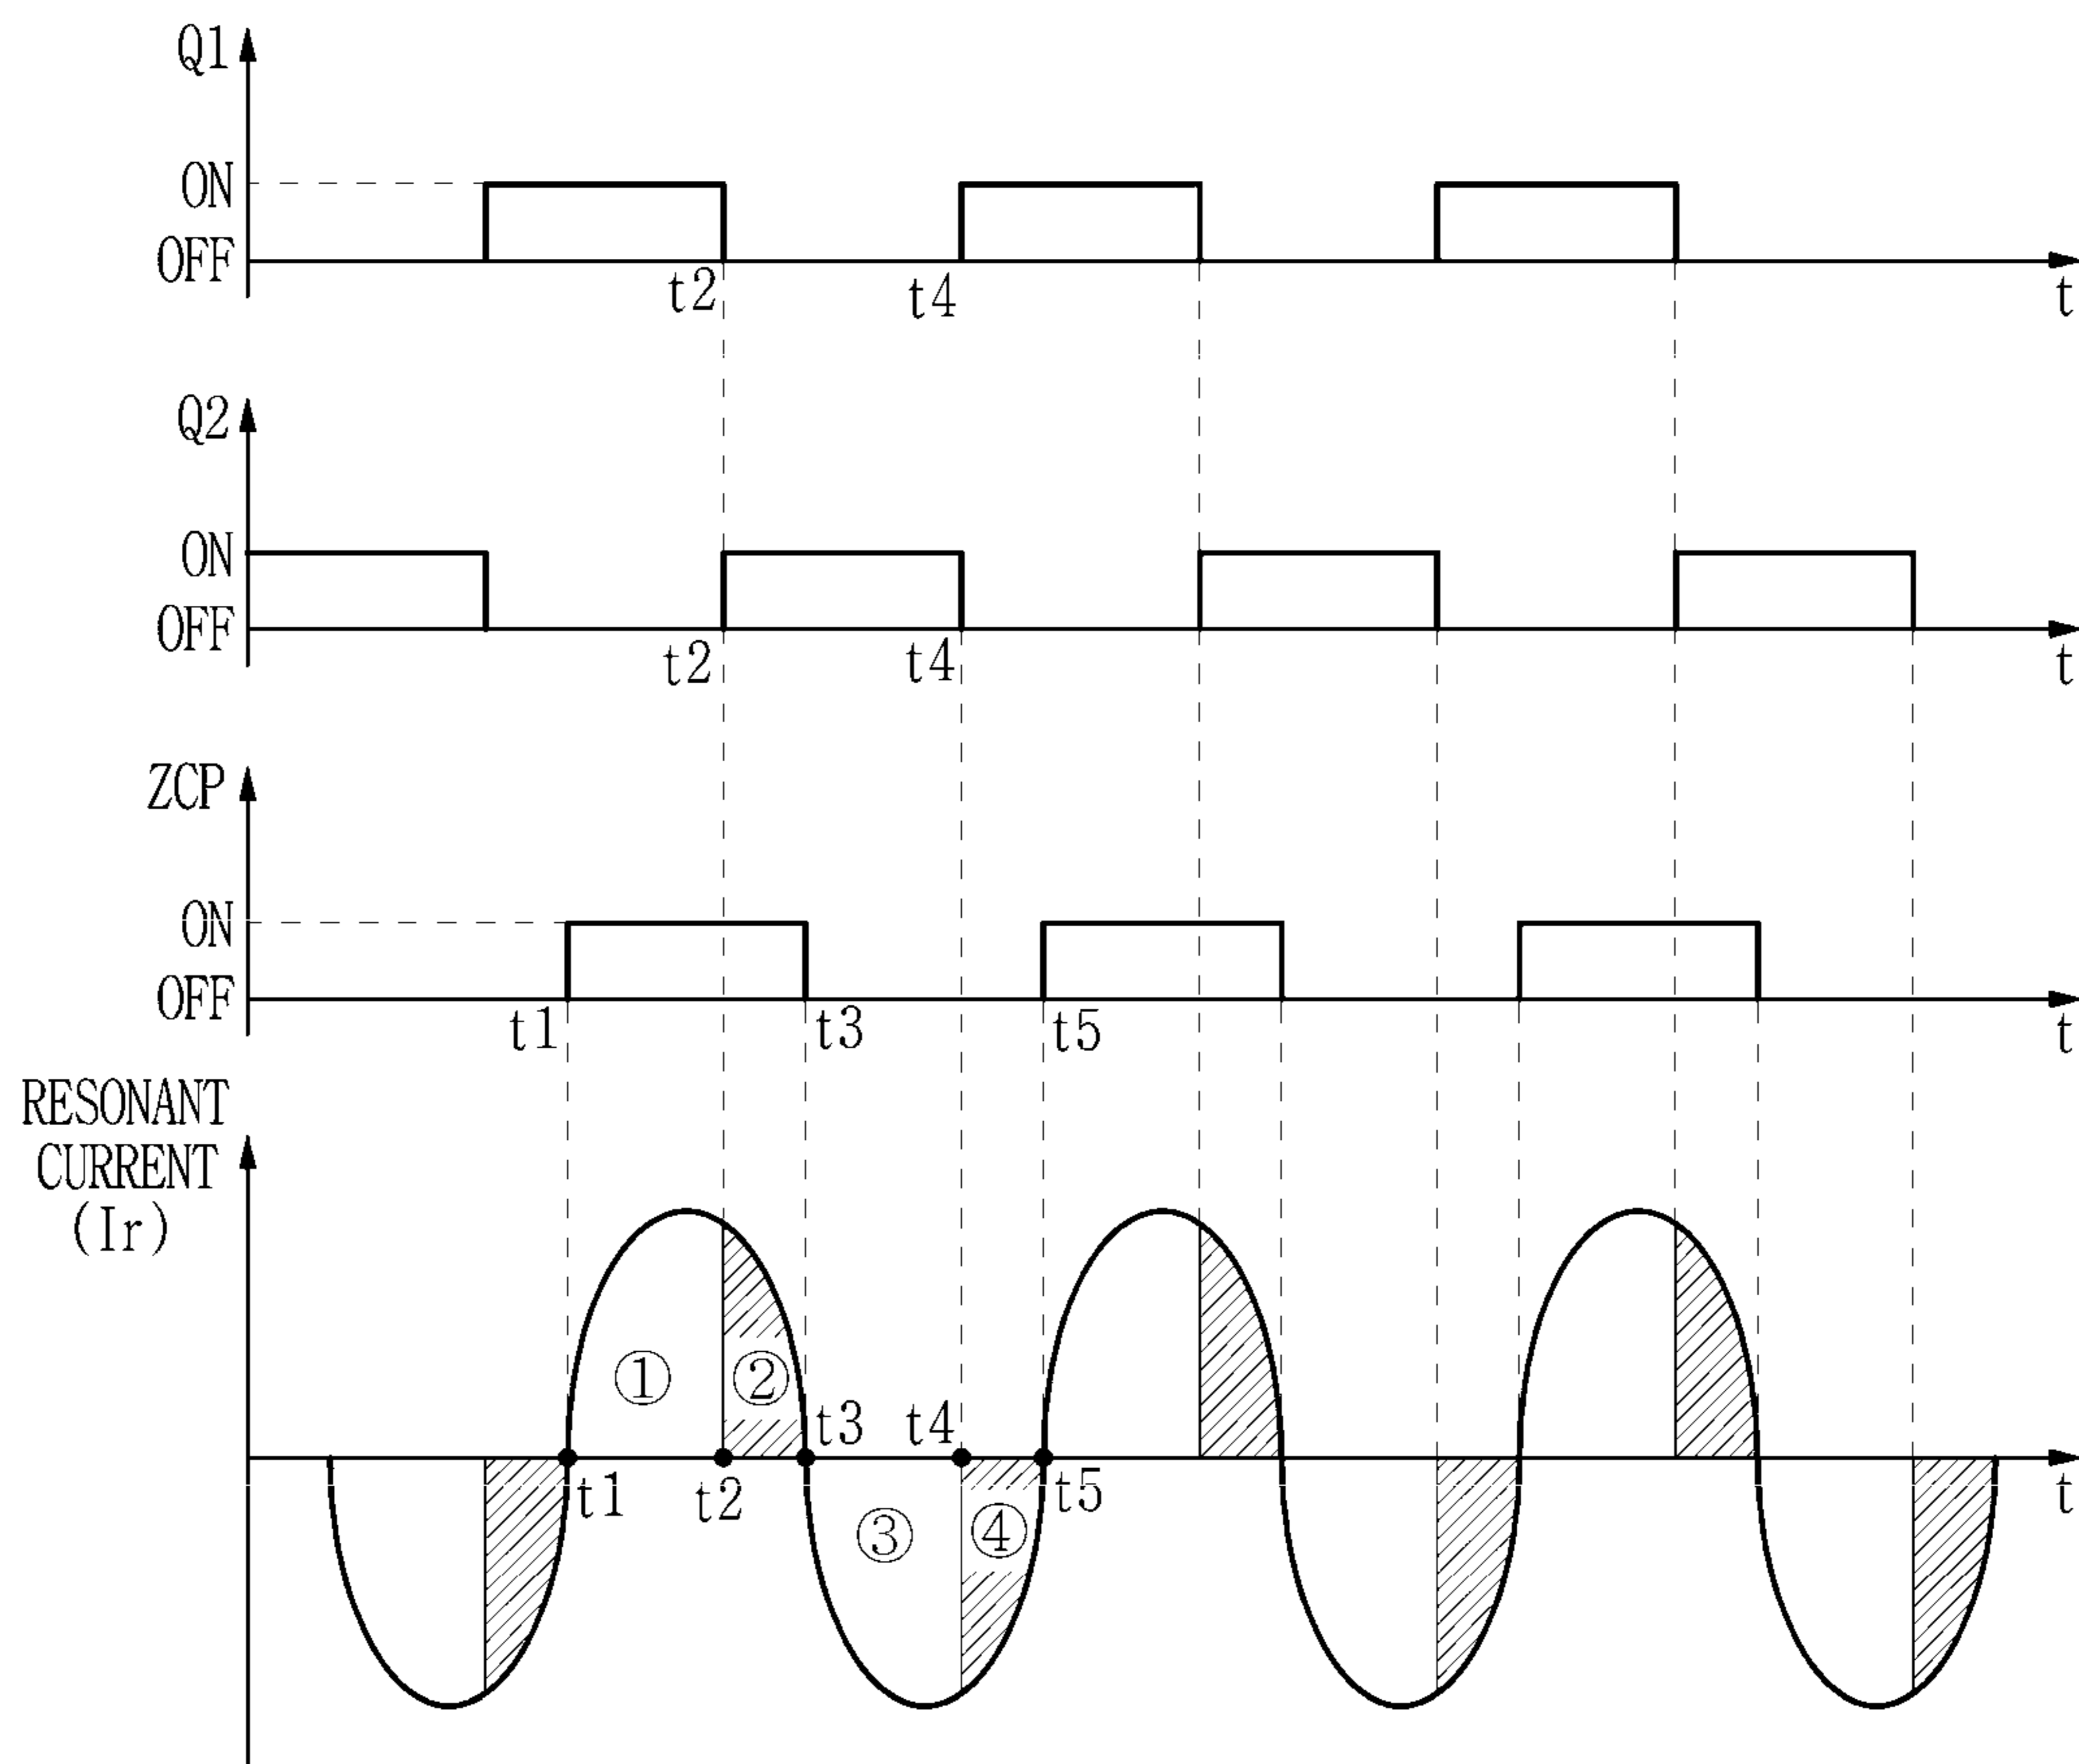 Q1
ON
OFF
t2
t4
t
Q2
ON
OFF
t2
t4
t
ZCP
ON
OFF
t1
t3
t5
t
RESONANT
CURRENT
(Ir)
①
②
t3
t4
t1
t2
t5
t
③
④